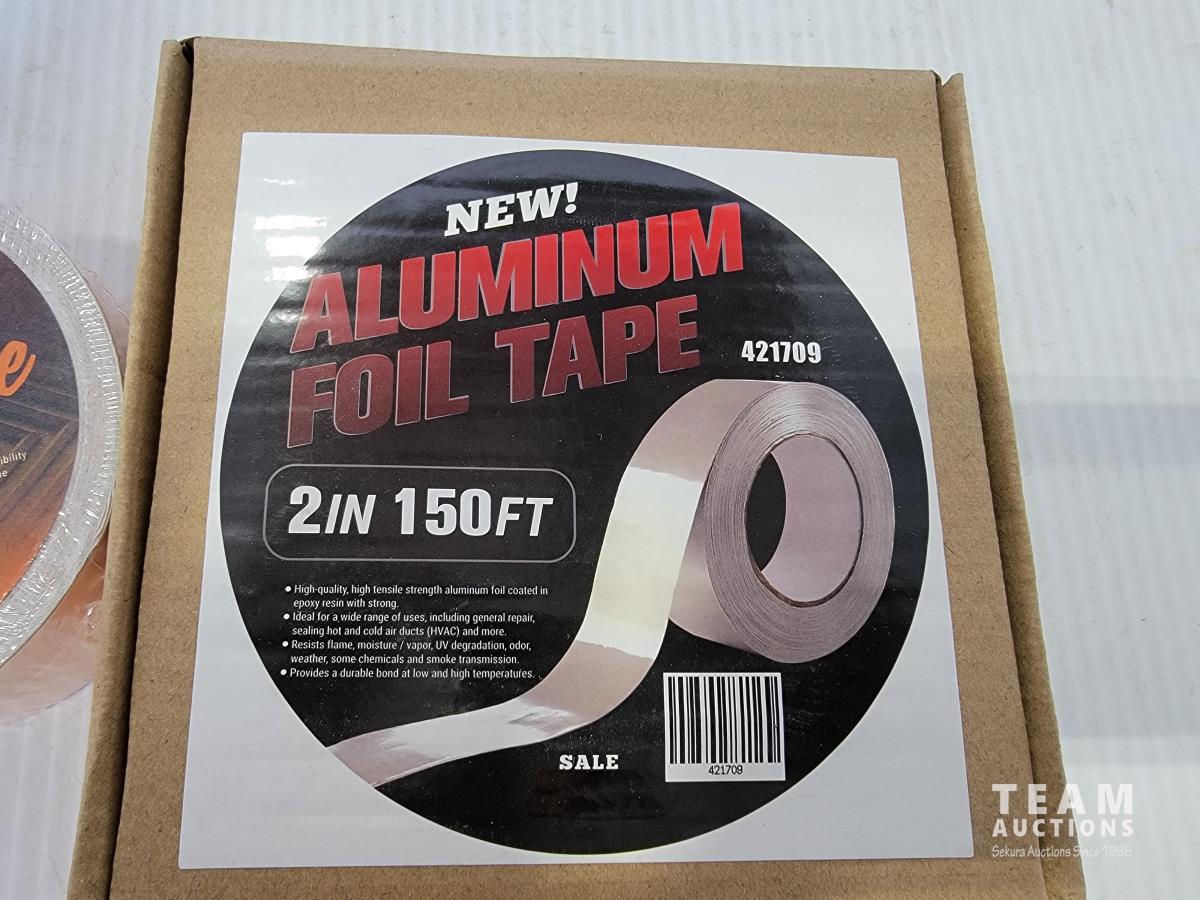 NEW!
ALUMINUM
FOIL TAPE
421709
2IN 150FT
● High-quality, high tensile strength aluminum foil coated in
epoxy resin with strong.
● Ideal for a wide range of uses, including general repair,
sealing hot and cold air ducts (HVAC) and more.
● Resists flame, moisture / vapor, UV degradation, odor,
weather, some chemicals and smoke transmission.
● Provides a durable bond at low and high temperatures.
SALE
421709
TEAM
AUCTIONS
Sekura Auctions Since 1966